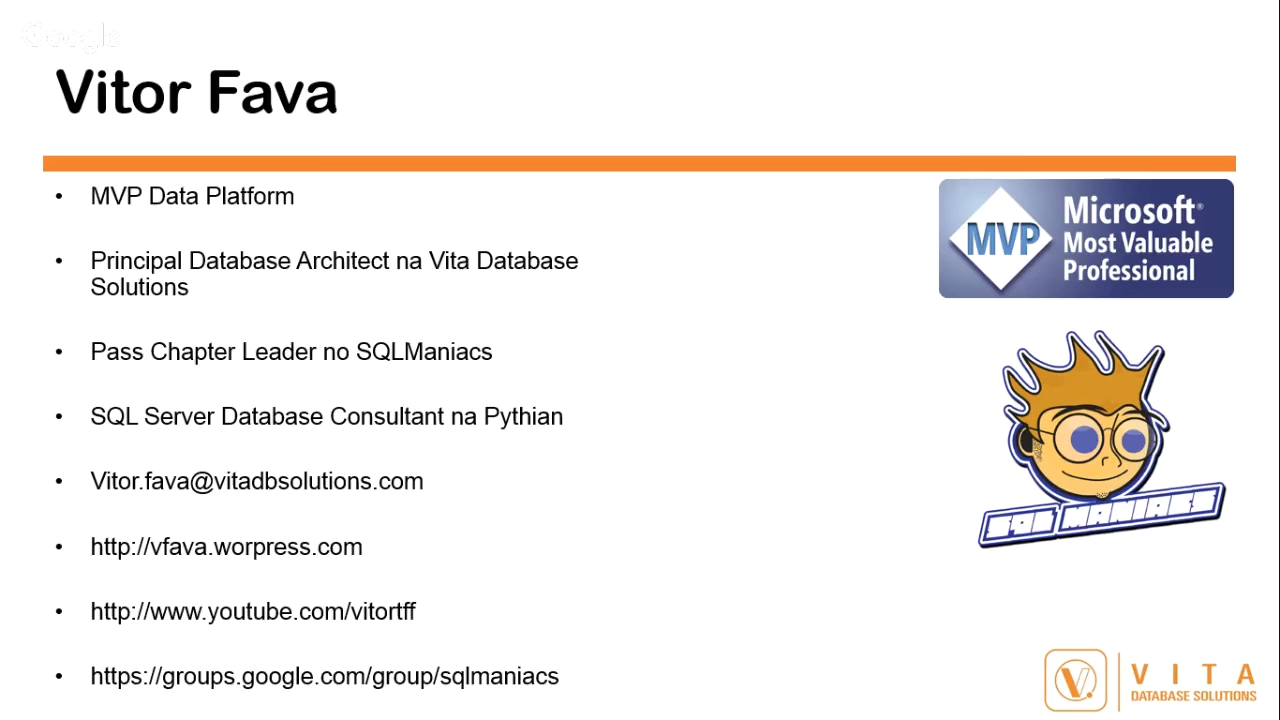 Google
Vitor Fava
• MVP Data Platform
• Principal Database Architect na Vita Database
Solutions
• Pass Chapter Leader no SQLManiacs
• SQL Server Database Consultant na Pythian
• Vitor.fava@vitadbsolutions.com
• http://vfava.worpress.com
• http://www.youtube.com/vitortff
• https://groups.google.com/group/sqlmaniacs
MVP
Microsoft®
Most Valuable
Professional
SQL MANIACS
V.
VITA
DATABASE SOLUTIONS